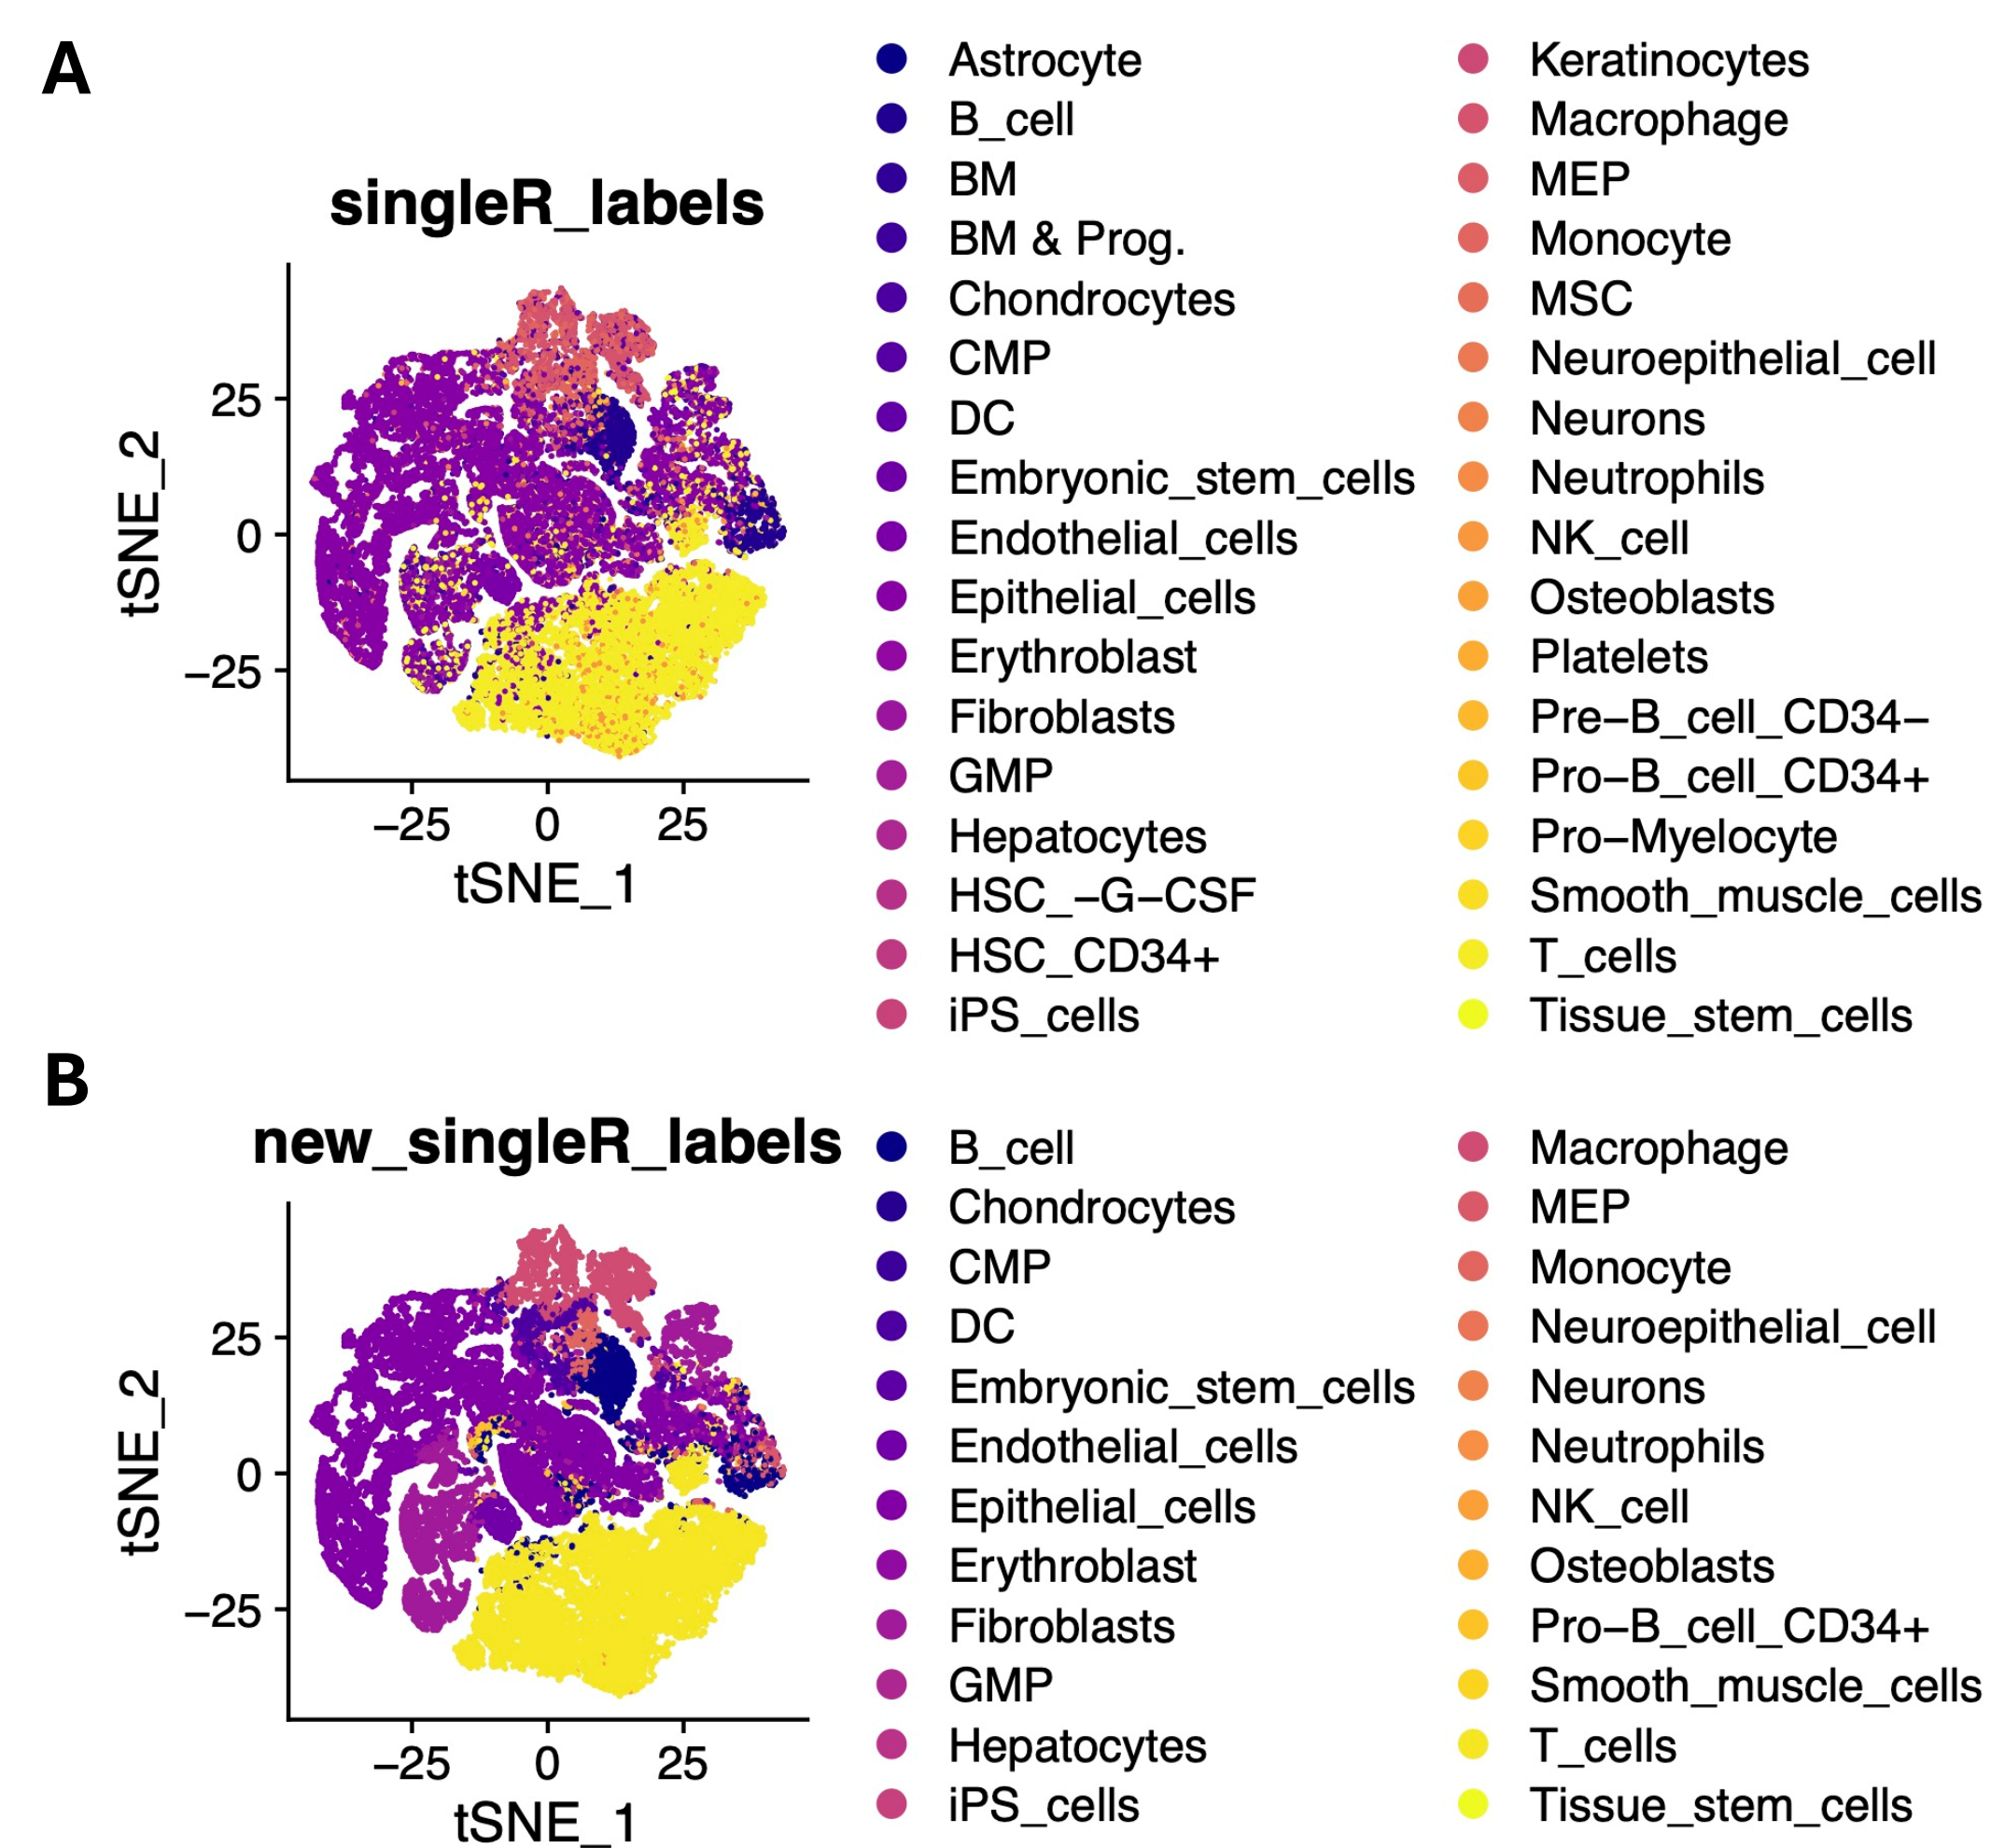 A
singleR_labels
25
0
−25
tSNE_2
−25 0 25
tSNE_1
Astrocyte
B_cell
BM
BM & Prog.
Chondrocytes
CMP
DC
Embryonic_stem_cells
Endothelial_cells
Epithelial_cells
Erythroblast
Fibroblasts
GMP
Hepatocytes
HSC_−G−CSF
HSC_CD34+
iPS_cells
Keratinocytes
Macrophage
MEP
Monocyte
MSC
Neuroepithelial_cell
Neurons
Neutrophils
NK_cell
Osteoblasts
Platelets
Pre−B_cell_CD34−
Pro−B_cell_CD34+
Pro−Myelocyte
Smooth_muscle_cells
T_cells
Tissue_stem_cells
B
new_singleR_labels
25
0
−25
tSNE_2
−25 0 25
tSNE_1
B_cell
Chondrocytes
CMP
DC
Embryonic_stem_cells
Endothelial_cells
Epithelial_cells
Erythroblast
Fibroblasts
GMP
Hepatocytes
iPS_cells
Macrophage
MEP
Monocyte
Neuroepithelial_cell
Neurons
Neutrophils
NK_cell
Osteoblasts
Pro−B_cell_CD34+
Smooth_muscle_cells
T_cells
Tissue_stem_cells